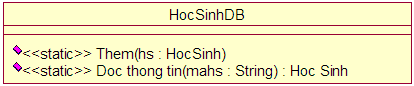 HocSinhDB
<<static>> Them(hs : HocSinh)
<<static>> Doc thong tin(mahs : String) : Hoc Sinh